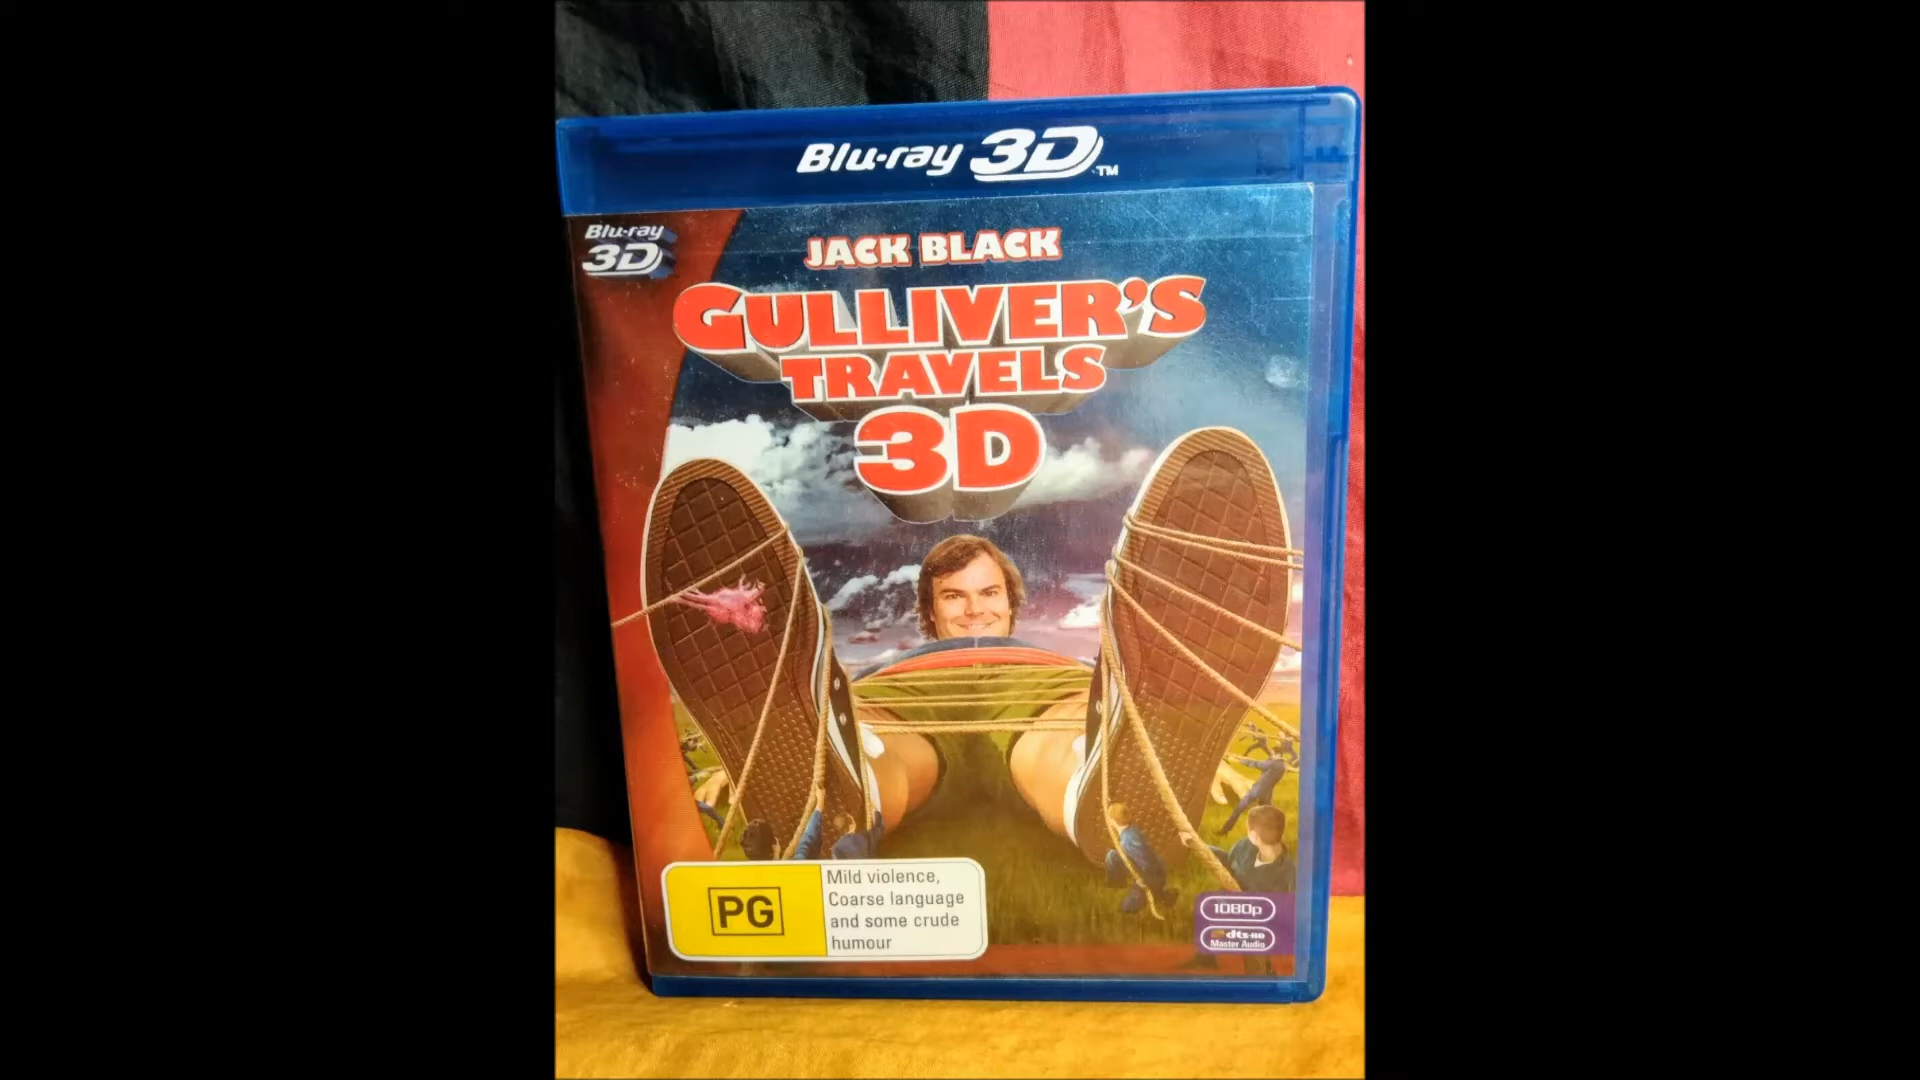 Blu-ray 3D™
Blu-ray
3D
JACK BLACK
GULLIVER'S
TRAVELS
3D
PG
Mild violence,
Coarse language
and some crude
humour
1080p
dts-HD
Master Audio